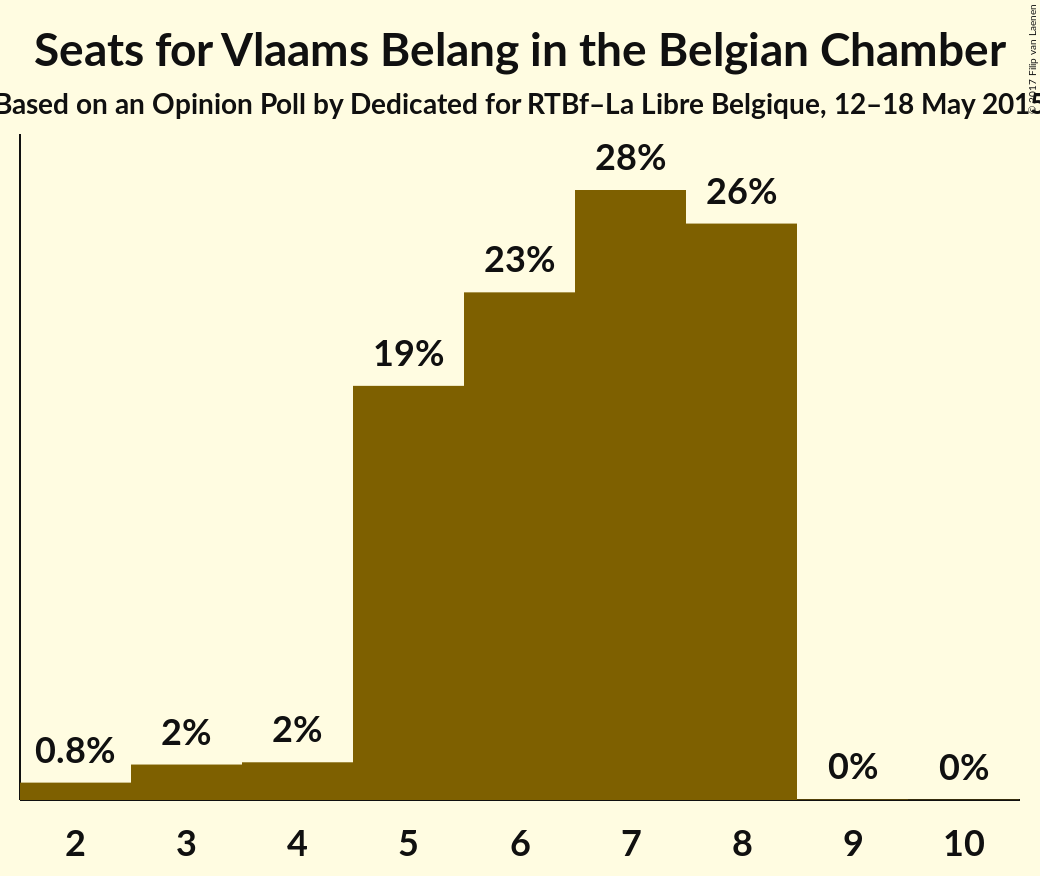 Seats for Vlaams Belang in the Belgian Chamber
Based on an Opinion Poll by Dedicated for RTBf–La Libre Belgique, 12–18 May 2015
© 2017 Filip van Laenen
28%
26%
23%
19%
2%
2%
0.8%
0%
0%
2 3 4 5 6 7 8 9 10